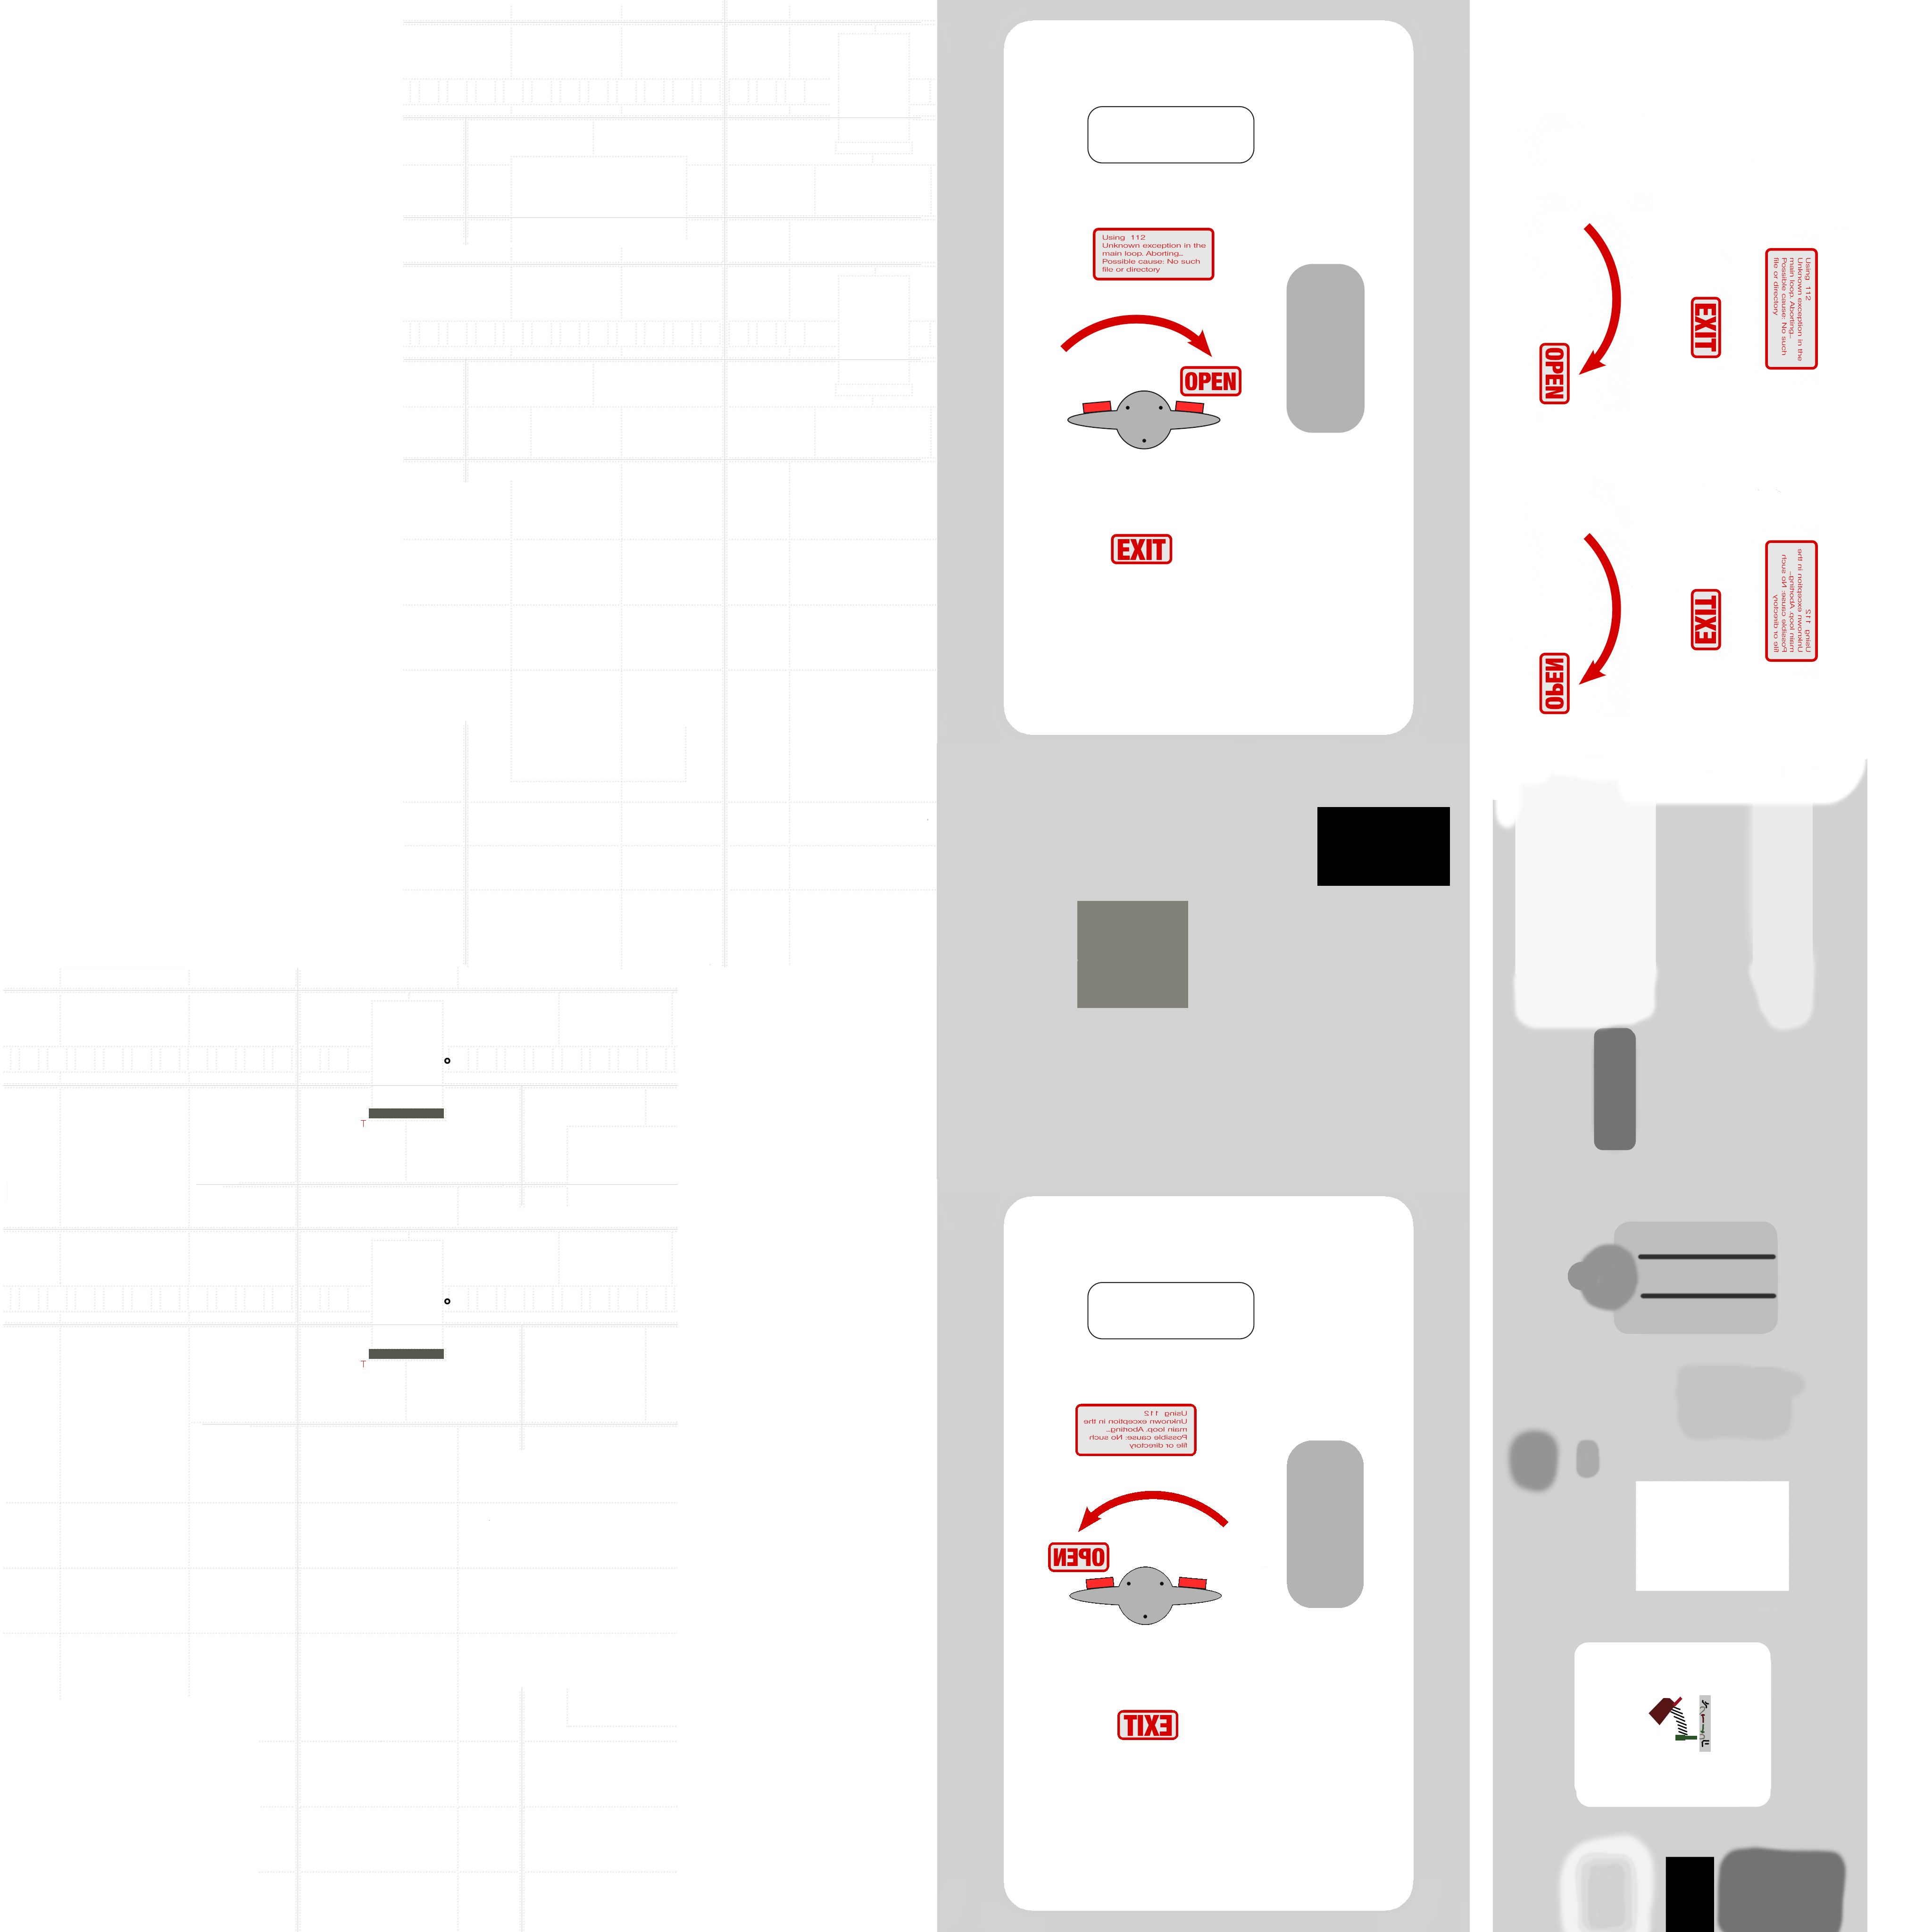 Using 112
Unknown exception in the
main loop. Aborting...
Possible cause: No such
file or directory
OPEN
EXIT
Using 112
Unknown exception in the
main loop. Aborting...
Possible cause: No such
file or directory
EXIT
OPEN
Using 112
Unknown exception in the
main loop. Aborting...
Possible cause: No such
file or directory
EXIT
OPEN
T
T
Using 112
Unknown exception in the
main loop. Aborting...
Possible cause: No such
file or directory
OPEN
EXIT